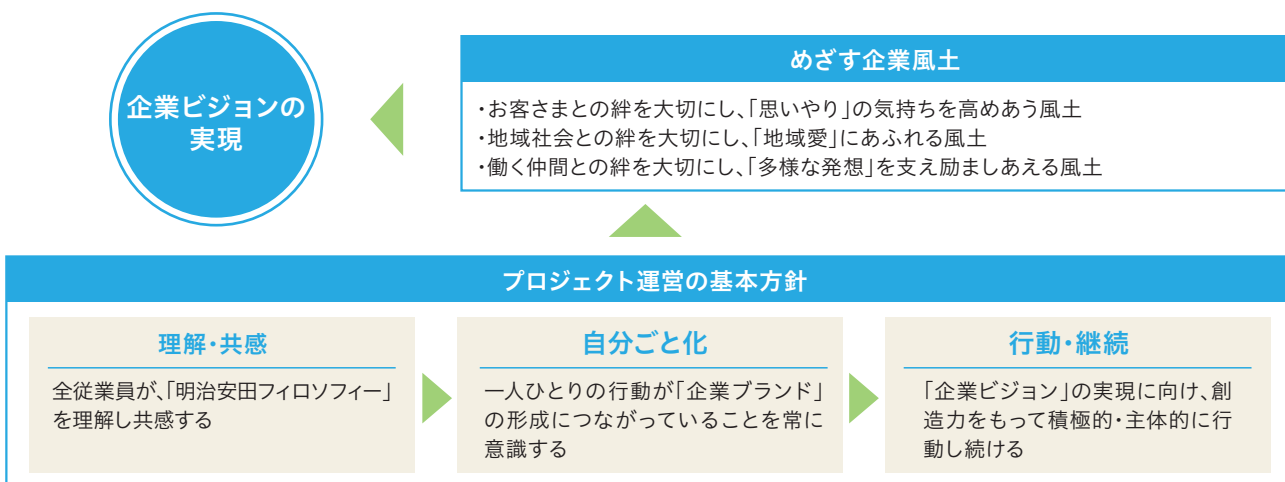 企業ビジョンの
実現
めざす企業風土
・お客さまとの絆を大切にし、「思いやり」の気持ちを高めあう風土
・地域社会との絆を大切にし、「地域愛」にあふれる風土
・働く仲間との絆を大切にし、「多様な発想」を支え励ましあえる風土
プロジェクト運営の基本方針
理解・共感
全従業員が、「明治安田フィロソフィー」
を理解し共感する
自分ごと化
一人ひとりの行動が「企業ブランド」
の形成につながっていることを常に
意識する
行動・継続
「企業ビジョン」の実現に向け、創
造力をもって積極的・主体的に行
動し続ける